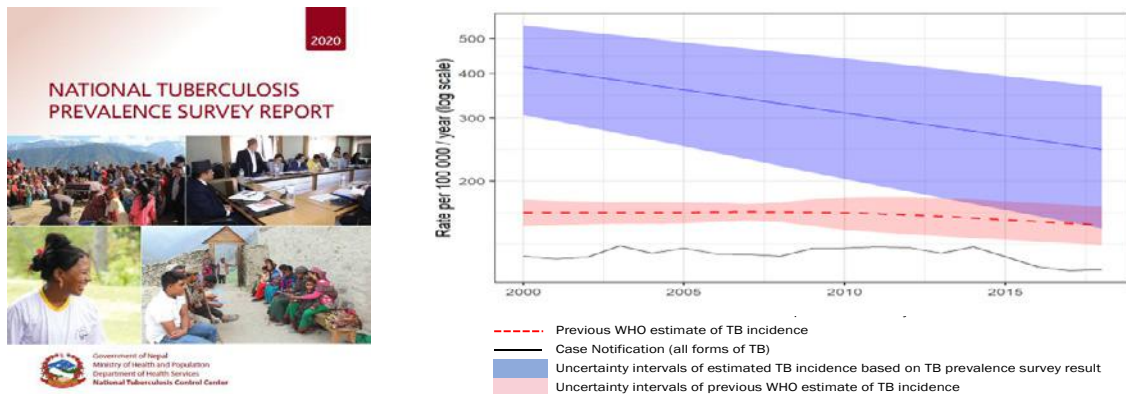 2020
NATIONAL TUBERCULOSIS
PREVALENCE SURVEY REPORT
Government of Nepal
Ministry of Health and Population
Department of Health Services
National Tuberculosis Control Center
Rate per 100 000 / year (log scale)
500
400
300
200
2000
2005
2010
2015
Previous WHO estimate of TB incidence
Case Notification (all forms of TB)
Uncertainty intervals of estimated TB incidence based on TB prevalence survey result
Uncertainty intervals of previous WHO estimate of TB incidence